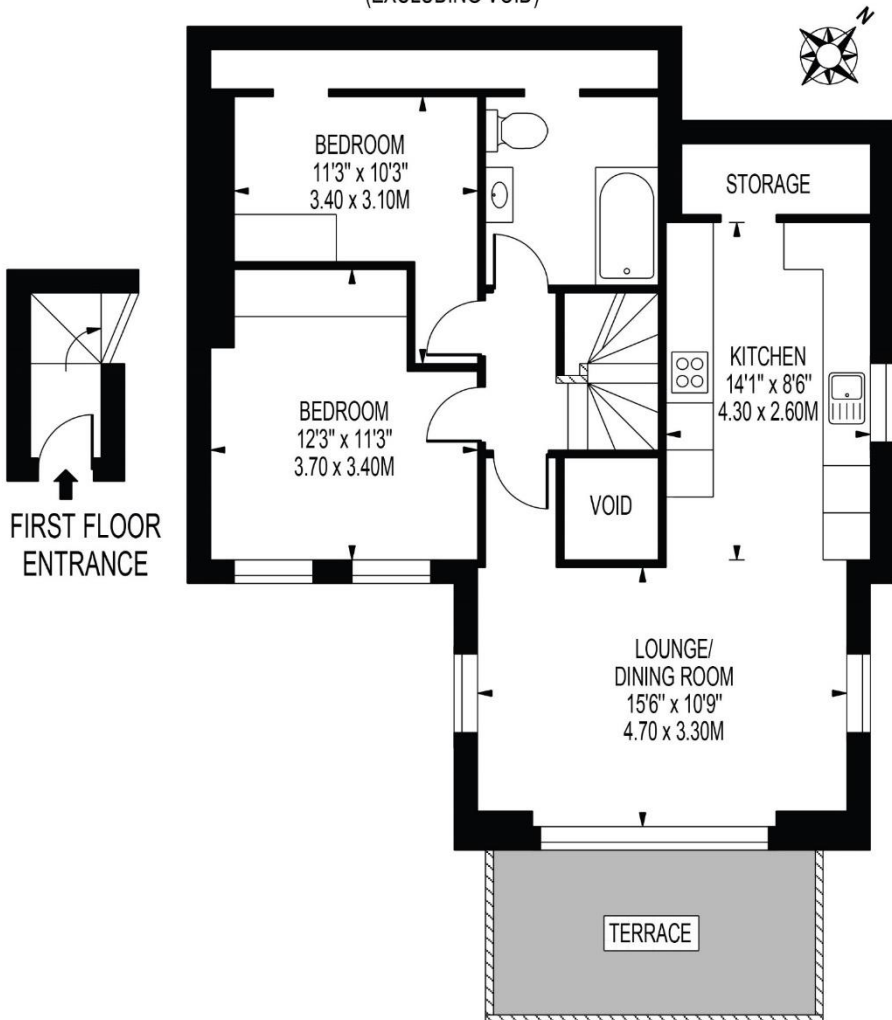 (EXCLUDING VOID)
N
BEDROOM
11'3" x 10'3"
3.40 x 3.10M
STORAGE
KITCHEN
14'1" x 8'6"
4.30 x 2.60M
BEDROOM
12'3" x 11'3"
3.70 x 3.40M
VOID
FIRST FLOOR
ENTRANCE
LOUNGE/
DINING ROOM
15'6" x 10'9"
4.70 x 3.30M
TERRACE